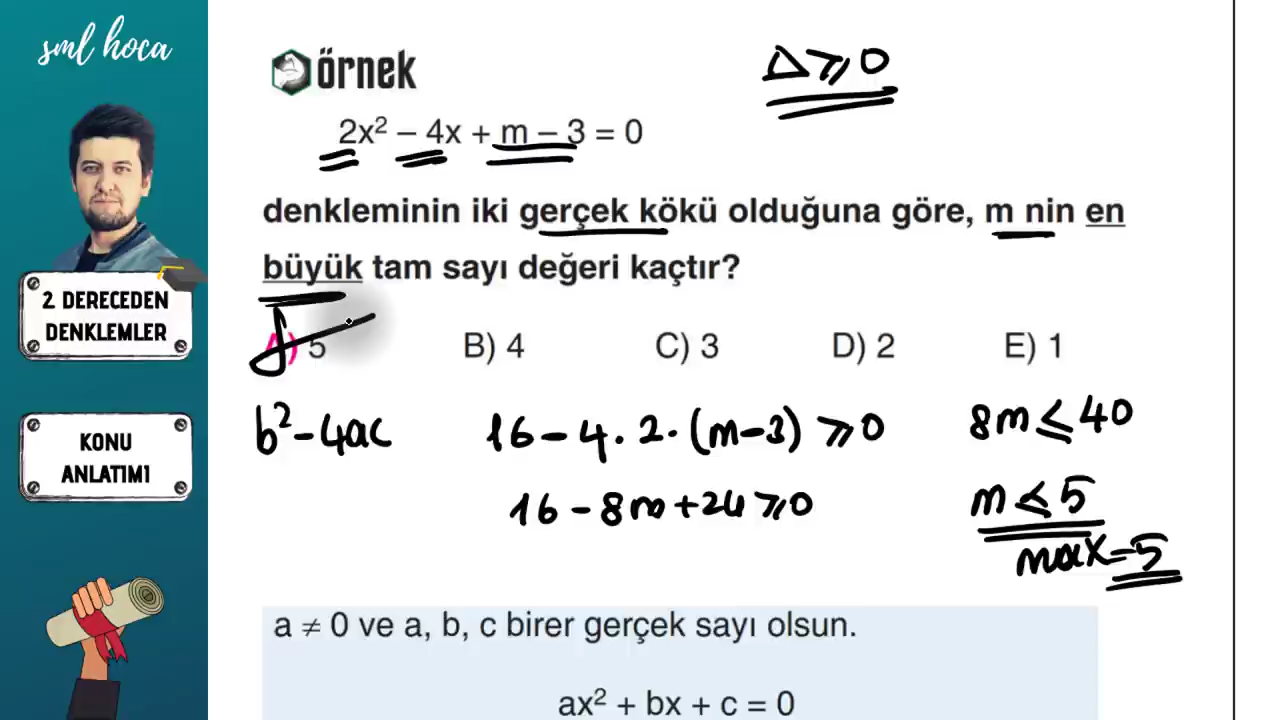 sml hoca
2 DERECEDEN
DENKLEMLER
KONU
ANLATIMI
örnek
Δ ⩾ 0
2x² – 4x + m – 3 = 0
denkleminin iki gerçek kökü olduğuna göre, m nin en
büyük tam sayı değeri kaçtır?
A) 5 B) 4 C) 3 D) 2 E) 1
b² – 4ac
16 – 4 . 2 . (m – 3) ⩾ 0
16 – 8m + 24 ⩾ 0
8m ⩽ 40
m ⩽ 5
max = 5
a ≠ 0 ve a, b, c birer gerçek sayı olsun.
ax² + bx + c = 0